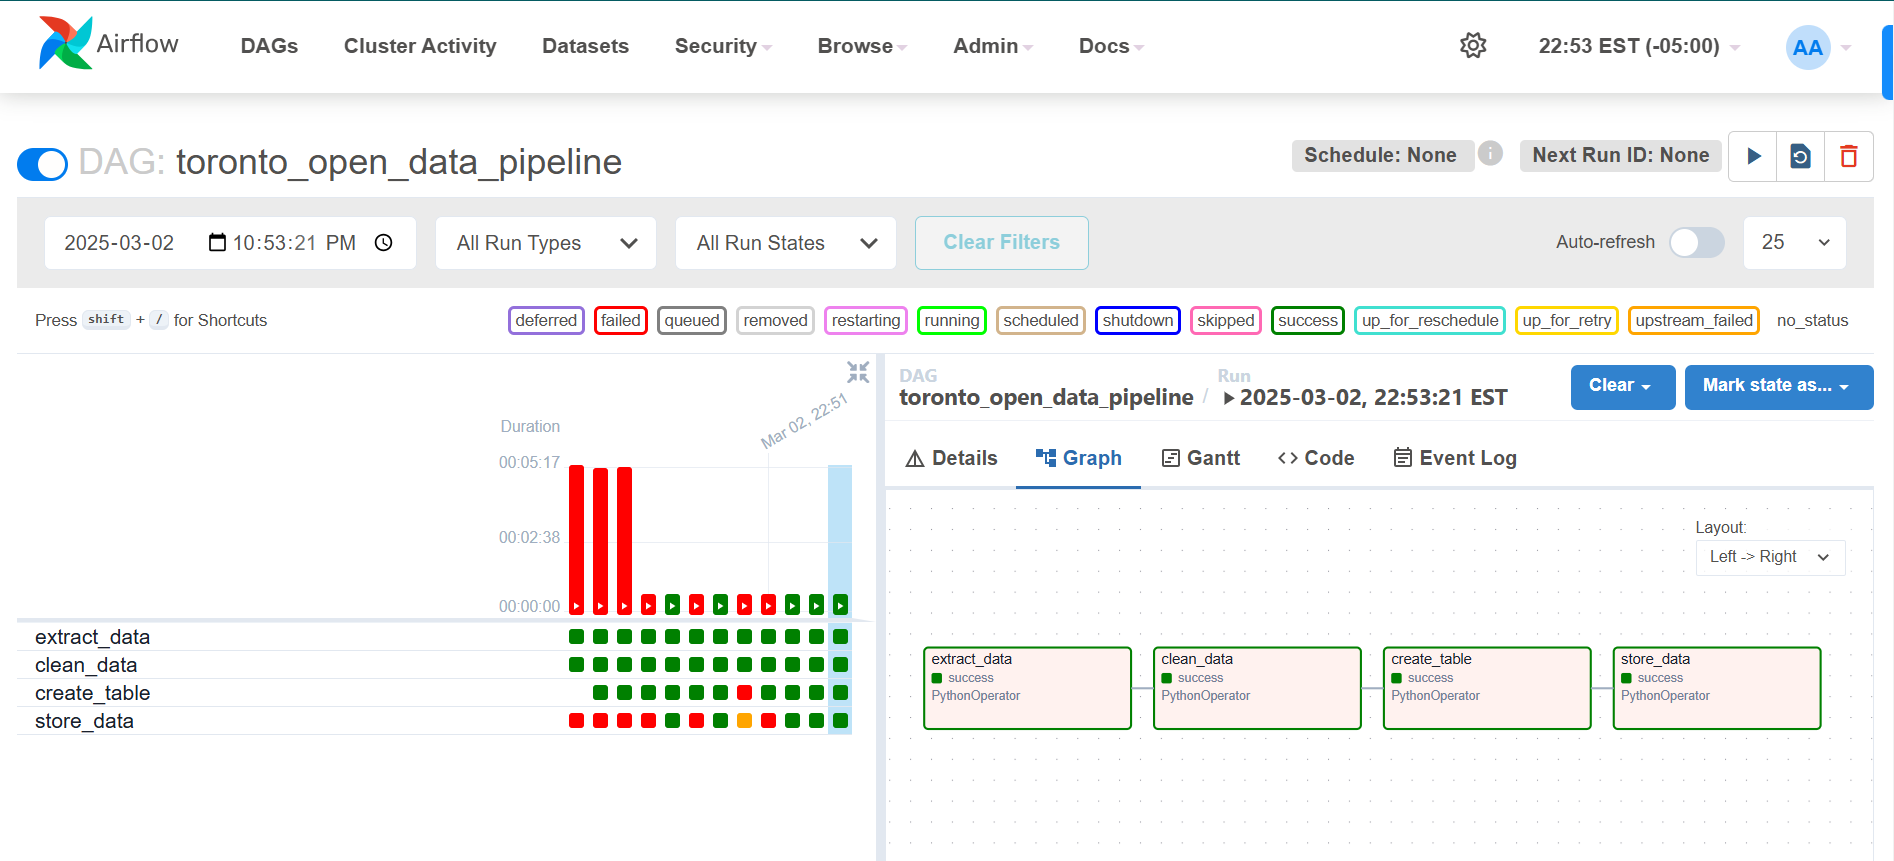 Airflow
DAGs
Cluster Activity
Datasets
Security
Browse
Admin
Docs
22:53 EST (-05:00)
AA
DAG: toronto_open_data_pipeline
Schedule: None
i
Next Run ID: None
2025-03-02 10:53:21 PM
All Run Types
All Run States
Clear Filters
Auto-refresh
25
Press shift + / for Shortcuts
deferred
failed
queued
removed
restarting
running
scheduled
shutdown
skipped
success
up_for_reschedule
up_for_retry
upstream_failed
no_status
Mar 02, 22:51
Duration
00:05:17
00:02:38
00:00:00
extract_data
clean_data
create_table
store_data
DAG
toronto_open_data_pipeline
/
Run
2025-03-02, 22:53:21 EST
Clear
Mark state as...
Details
Graph
Gantt
Code
Event Log
Layout:
Left -> Right
extract_data
success
PythonOperator
clean_data
success
PythonOperator
create_table
success
PythonOperator
store_data
success
PythonOperator